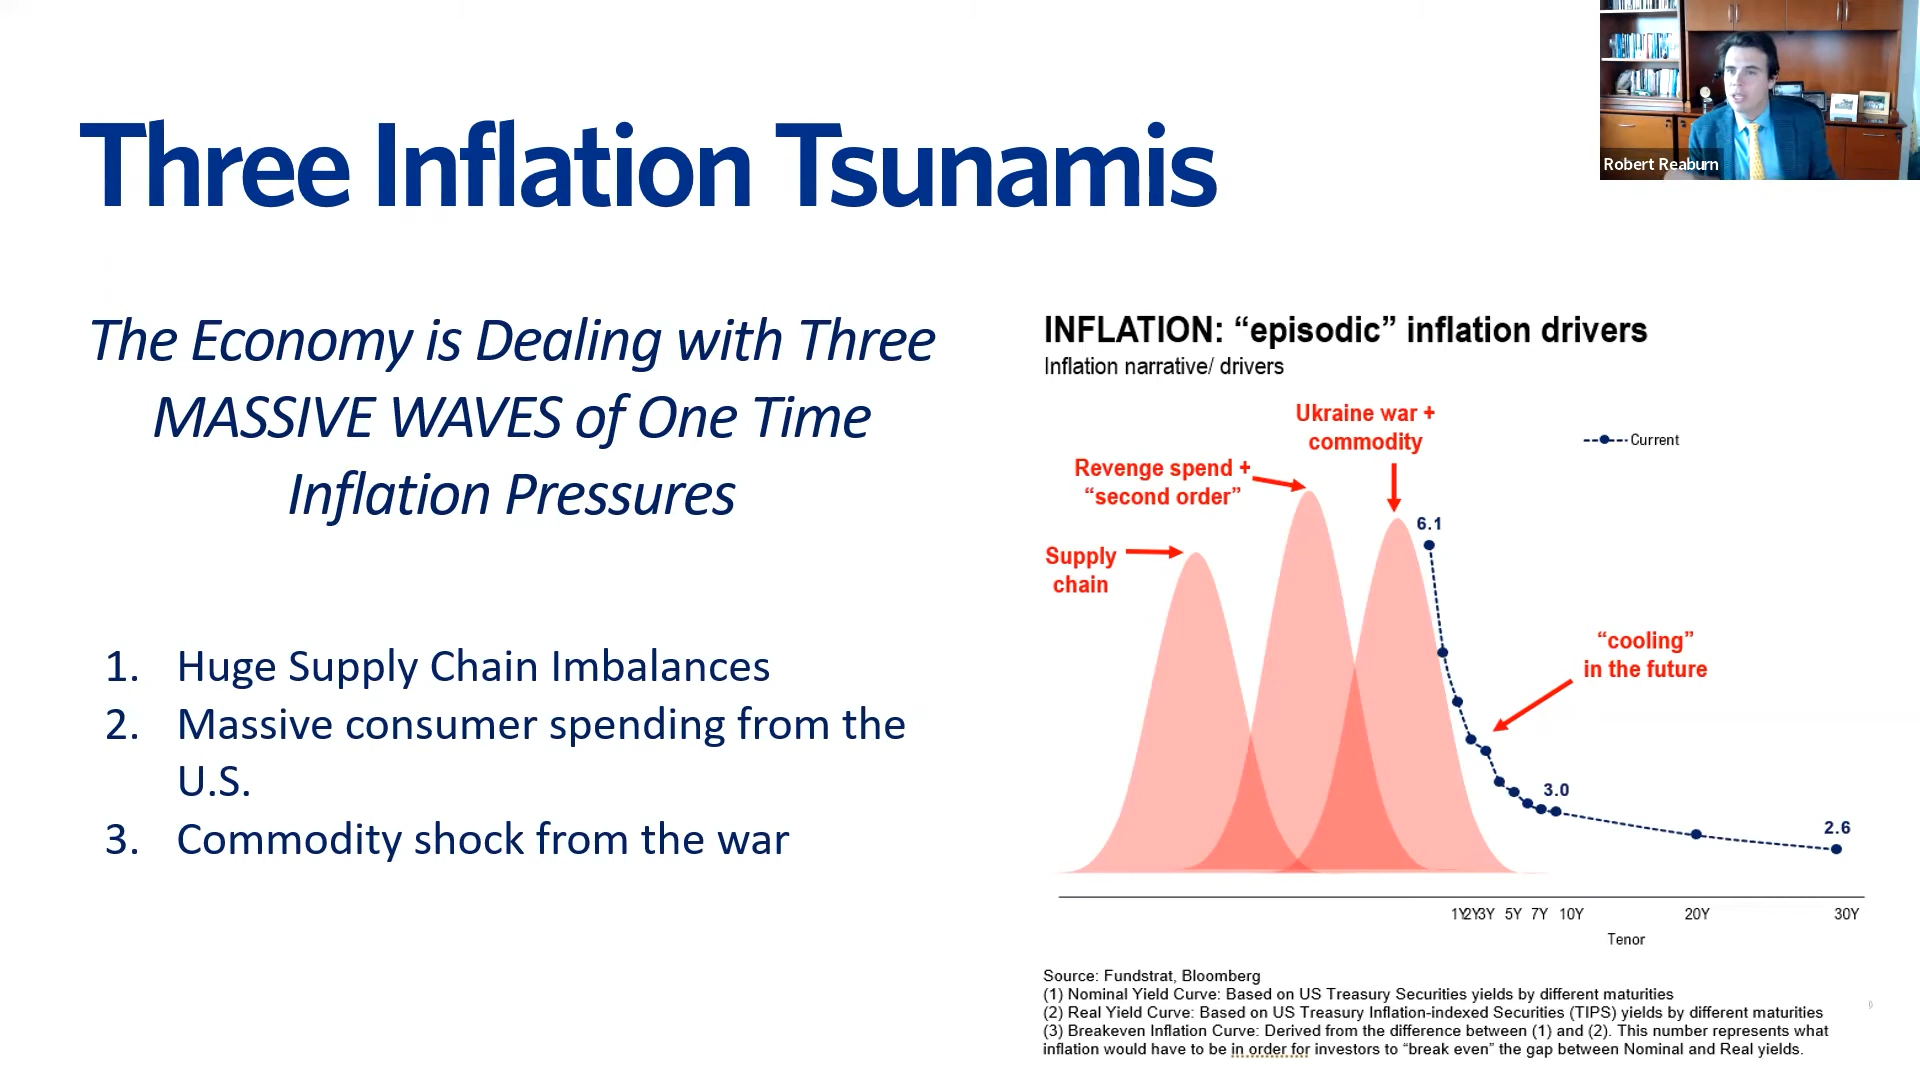 Three Inflation Tsunamis
Robert Reaburn
The Economy is Dealing with Three
MASSIVE WAVES of One Time
Inflation Pressures
1. Huge Supply Chain Imbalances
2. Massive consumer spending from the
U.S.
3. Commodity shock from the war
INFLATION: “episodic” inflation drivers
Inflation narrative/ drivers
Ukraine war +
commodity
Current
Revenge spend +
“second order”
6.1
Supply
chain
“cooling”
in the future
3.0
2.6
1Y 2Y 3Y 5Y 7Y 10Y 20Y 30Y
Tenor
Source: Fundstrat, Bloomberg
(1) Nominal Yield Curve: Based on US Treasury Securities yields by different maturities
(2) Real Yield Curve: Based on US Treasury Inflation-indexed Securities (TIPS) yields by different maturities
(3) Breakeven Inflation Curve: Derived from the difference between (1) and (2). This number represents what
inflation would have to be in order for investors to “break even” the gap between Nominal and Real yields.